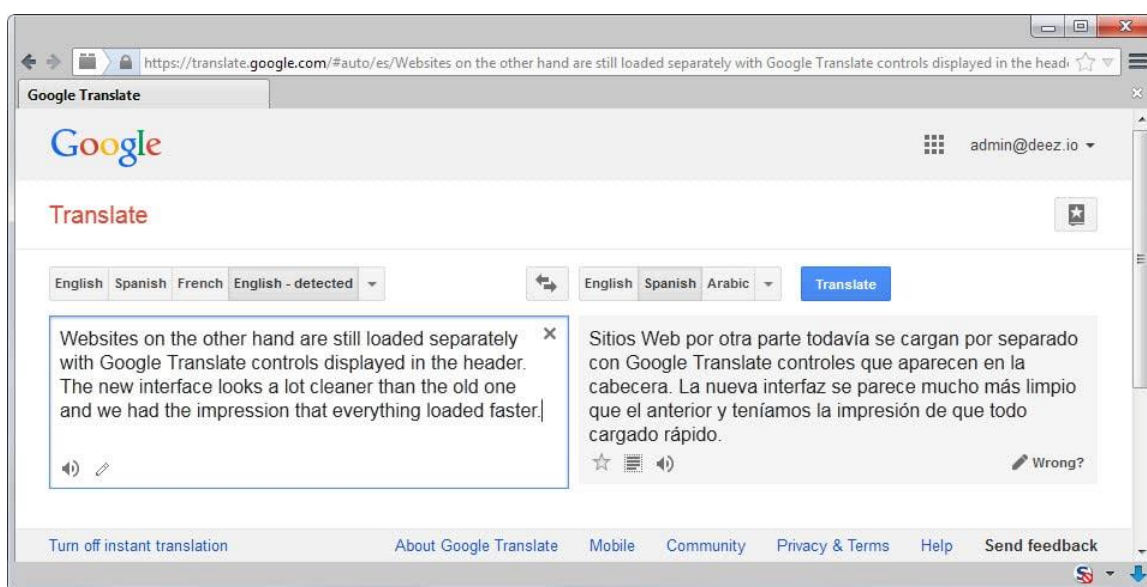 https://translate.google.com/#auto/es/Websites on the other hand are still loaded separately with Google Translate controls displayed in the head
Google Translate
Google
admin@deez.io
Translate
English Spanish French English - detected
English Spanish Arabic Translate
Websites on the other hand are still loaded separately
with Google Translate controls displayed in the header.
The new interface looks a lot cleaner than the old one
and we had the impression that everything loaded faster.
Sitios Web por otra parte todavía se cargan por separado
con Google Translate controles que aparecen en la
cabecera. La nueva interfaz se parece mucho más limpio
que el anterior y teníamos la impresión de que todo
cargado rápido.
Wrong?
Turn off instant translation
About Google Translate Mobile Community Privacy & Terms Help Send feedback